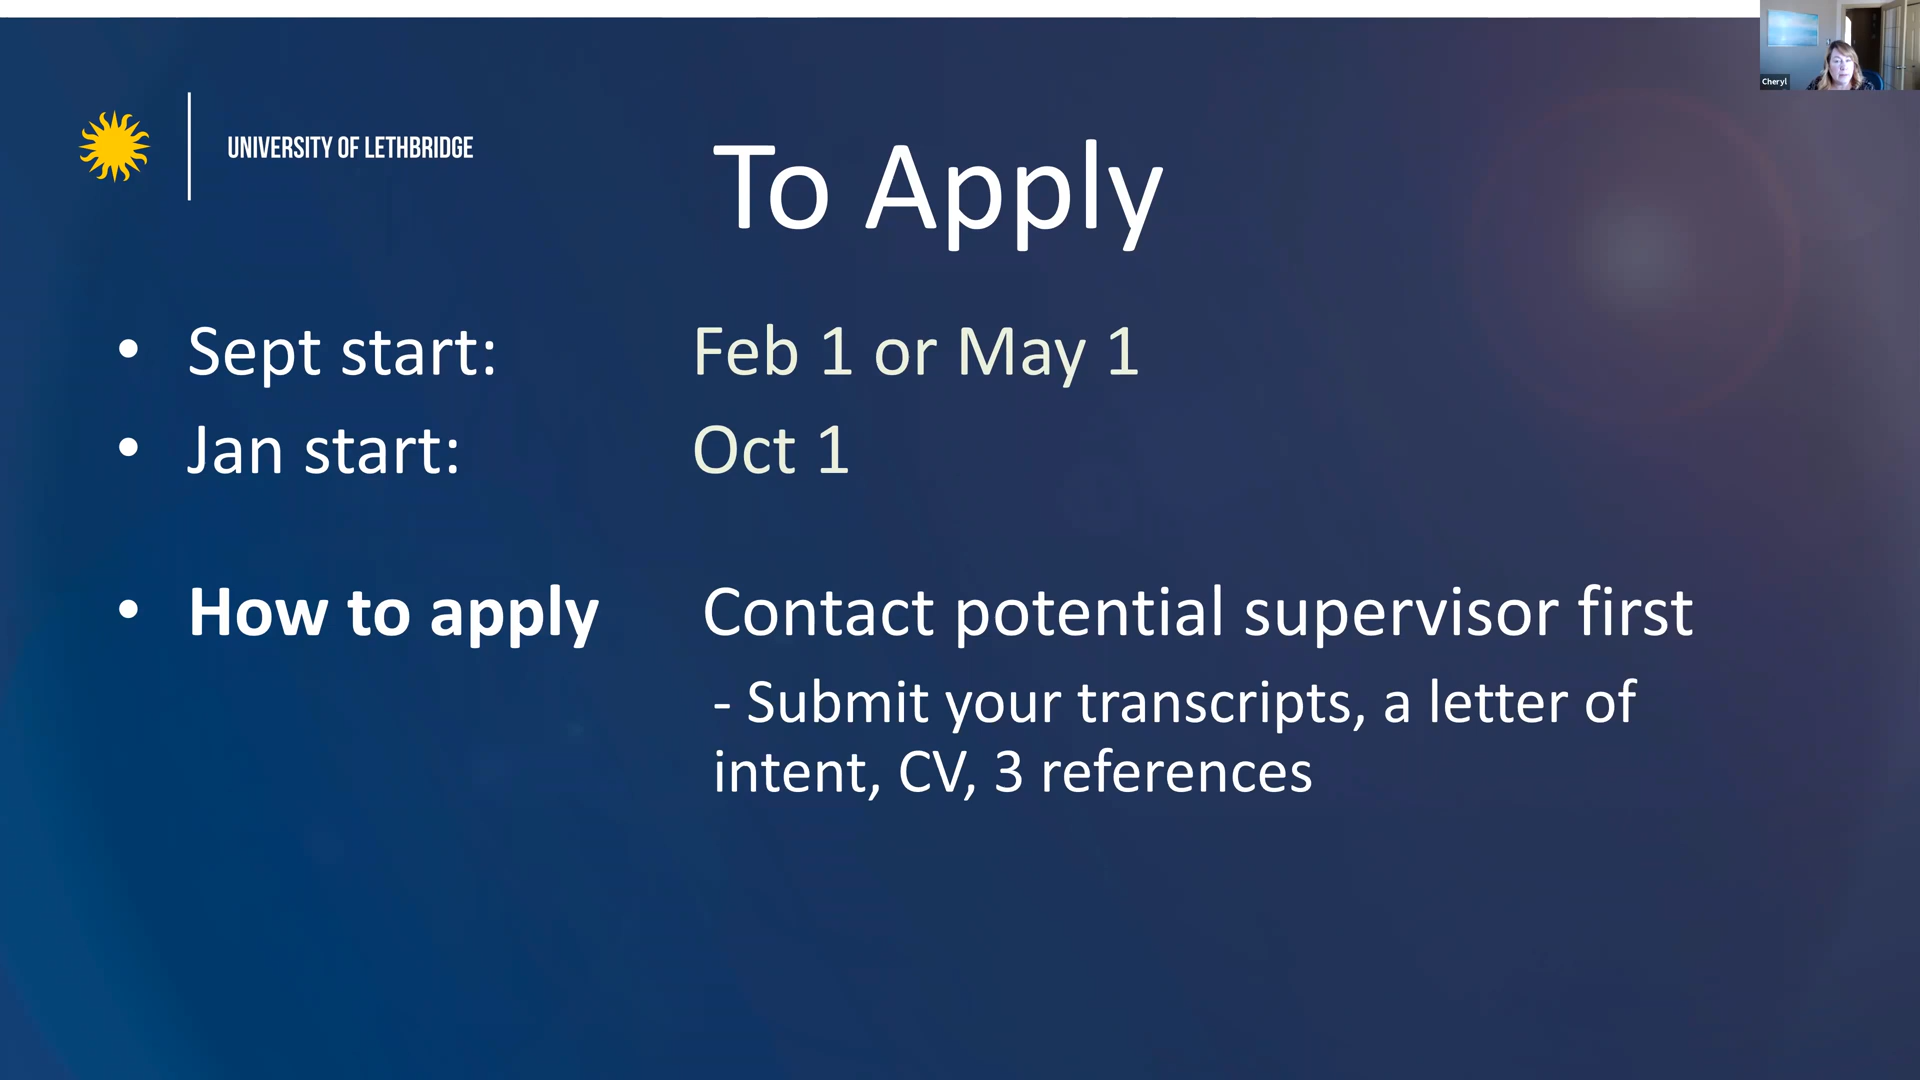 Cheryl
UNIVERSITY OF LETHBRIDGE
To Apply
• Sept start: Feb 1 or May 1
• Jan start: Oct 1
• How to apply Contact potential supervisor first
- Submit your transcripts, a letter of
intent, CV, 3 references